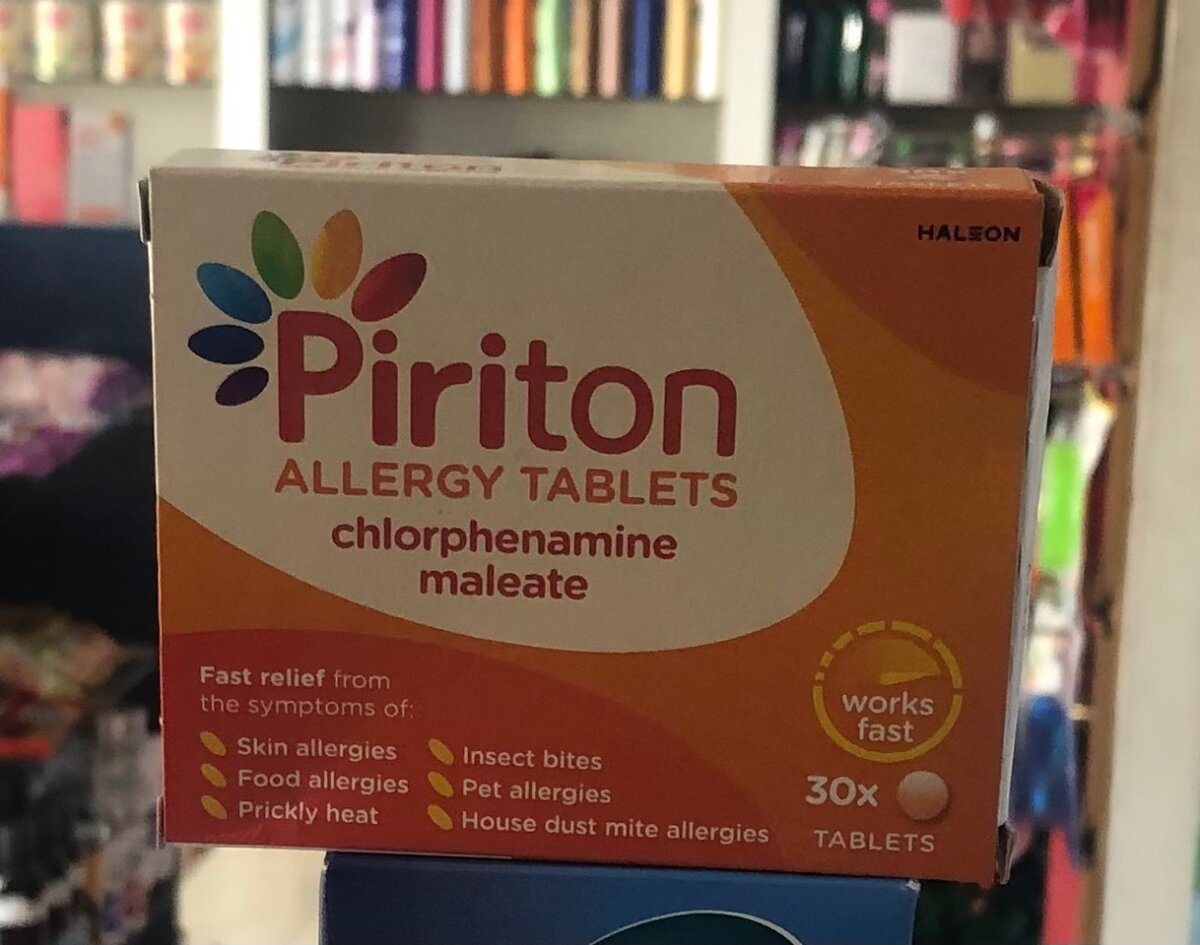 Piriton
HALEON
Piriton
ALLERGY TABLETS
chlorphenamine
maleate
Fast relief from
the symptoms of:
Skin allergies
Food allergies
Prickly heat
Insect bites
Pet allergies
House dust mite allergies
works
fast
30x
TABLETS